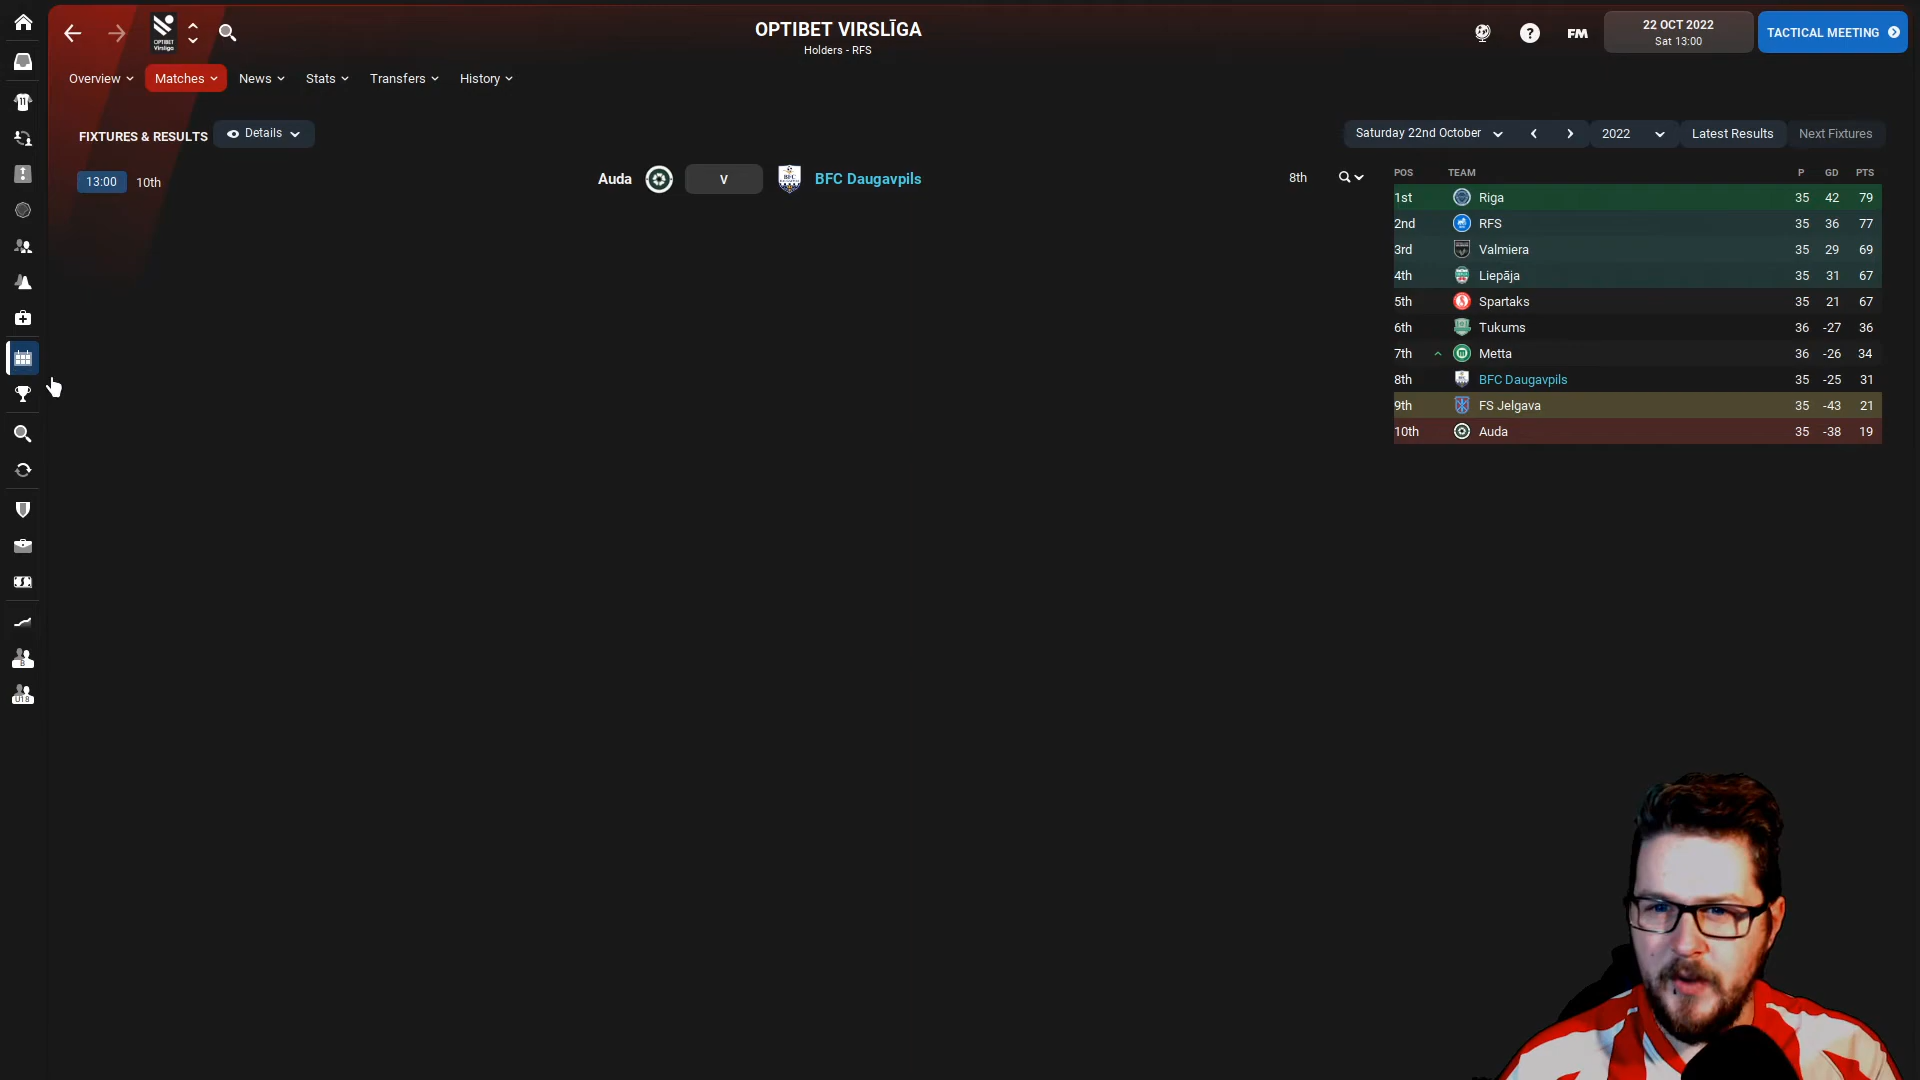 OPTIBET VIRSLĪGA
Holders - RFS
OPTIBET
Virslīga
FM
22 OCT 2022
Sat 13:00
TACTICAL MEETING
Overview
Matches
News
Stats
Transfers
History
FIXTURES & RESULTS
Details
Saturday 22nd October
2022
Latest Results
Next Fixtures
13:00 10th Auda V BFC Daugavpils 8th
POS TEAM P GD PTS
1st Riga 35 42 79
2nd RFS 35 36 77
3rd Valmiera 35 29 69
4th Liepāja 35 31 67
5th Spartaks 35 21 67
6th Tukums 36 -27 36
7th Metta 36 -26 34
8th BFC Daugavpils 35 -25 31
9th FS Jelgava 35 -43 21
10th Auda 35 -38 19
11
B
U18